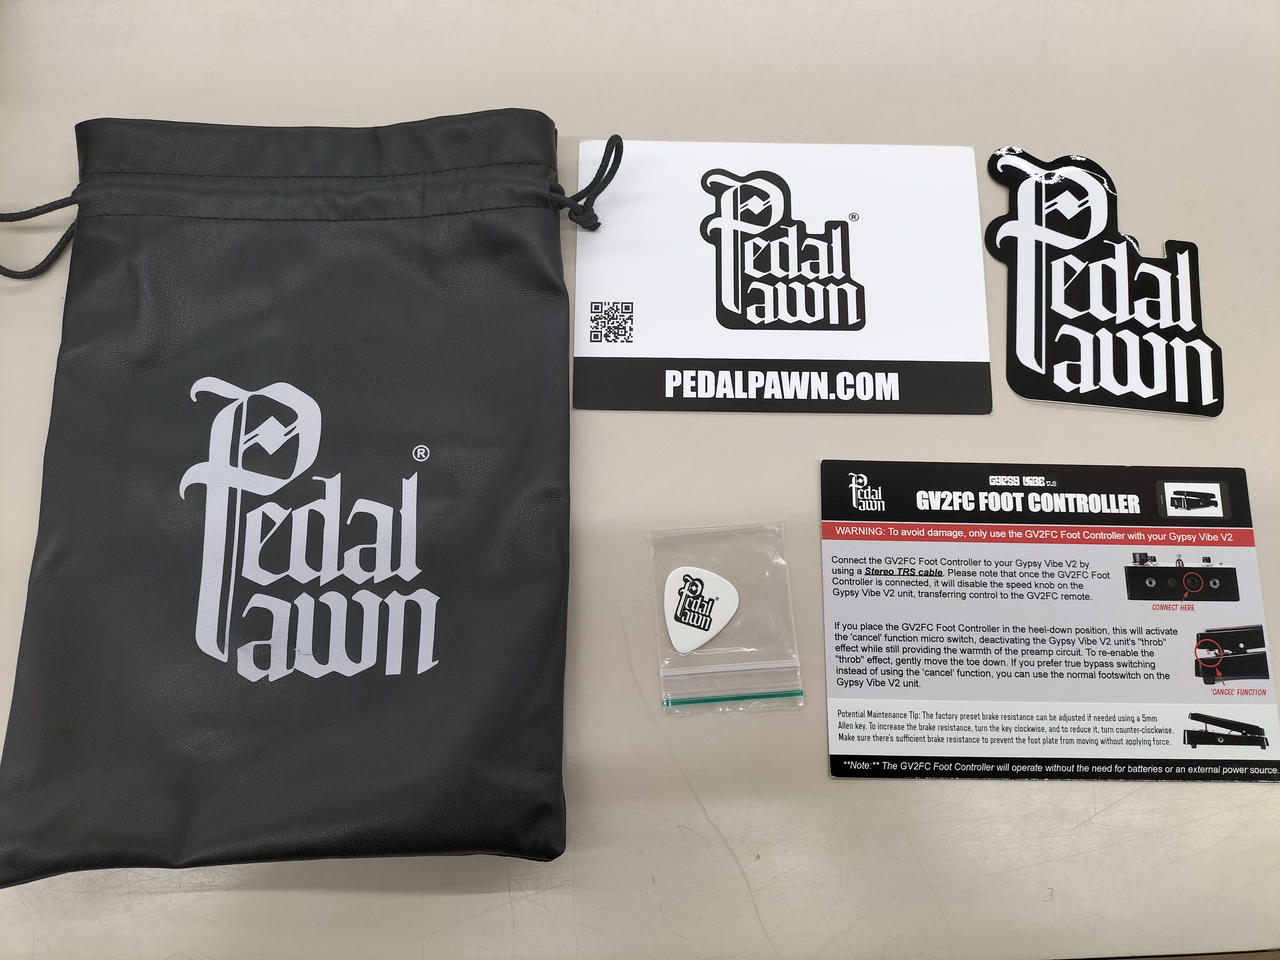 Pedal
Pawn
®
Pedal
Pawn
®
PEDALPAWN.COM
Pedal
Pawn
Pedal
Pawn
Pedal
Pawn
GYPSY VIBE
GV2FC FOOT CONTROLLER
WARNING: To avoid damage, only use the GV2FC Foot Controller with your Gypsy Vibe V2
Connect the GV2FC Foot Controller to your Gypsy Vibe V2 by
using a Stereo TRS cable. Please note that once the GV2FC Foot
Controller is connected, it will disable the speed knob on the
Gypsy Vibe V2 unit, transferring control to the GV2FC remote.
CONNECT HERE
If you place the GV2FC Foot Controller in the heel-down position, this will activate
the 'cancel' function micro switch, deactivating the Gypsy Vibe V2 unit's "throb"
effect while still providing the warmth of the preamp circuit. To re-enable the
"throb" effect, gently move the toe down. If you prefer true bypass switching
instead of using the 'cancel' function, you can use the normal footswitch on the
Gypsy Vibe V2 unit.
'CANCEL' FUNCTION
Potential Maintenance Tip: The factory preset brake resistance can be adjusted if needed using a 5mm
Allen key. To increase the brake resistance, turn the key clockwise, and to reduce it, turn counter-clockwise.
Make sure there's sufficient brake resistance to prevent the foot plate from moving without applying force.
**Note:** The GV2FC Foot Controller will operate without the need for batteries or an external power source.